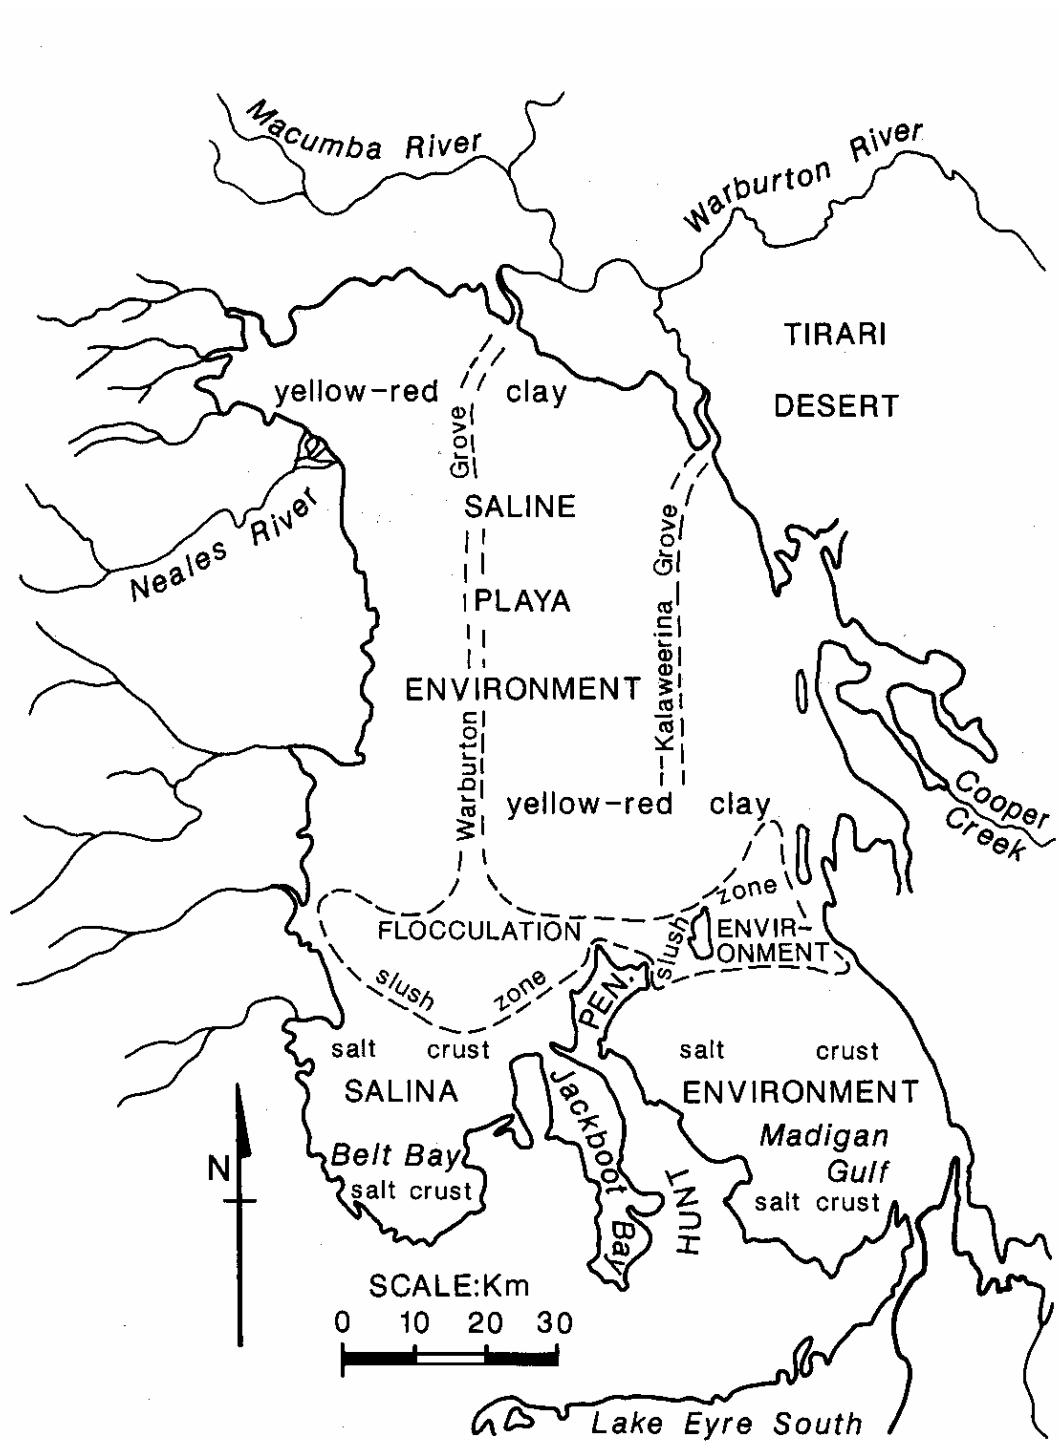 Macumba River
Warburton River
TIRARI
DESERT
yellow-red clay
Grove
SALINE
Neales River
Kalaweerina Grove
PLAYA
ENVIRONMENT
Warburton
yellow-red clay
Cooper
Creek
zone
FLOCCULATION
slush
ENVIR-
ONMENT
slush zone
PEN.
salt crust
salt crust
SALINA
ENVIRONMENT
Jackboot Bay
Madigan
Gulf
Belt Bay
salt crust
salt crust
HUNT
N
SCALE:Km
0 10 20 30
Lake Eyre South